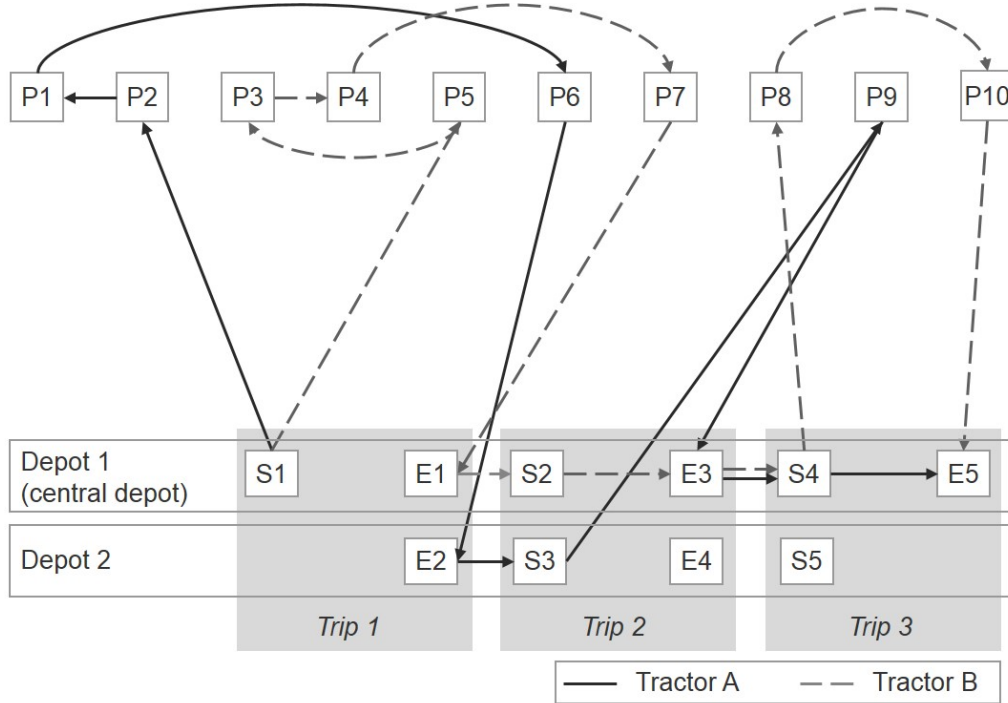 P1 P2 P3 P4 P5 P6 P7 P8 P9 P10
Depot 1
(central depot)
S1 E1 S2 E3 S4 E5
Depot 2
E2 S3 E4 S5
Trip 1 Trip 2 Trip 3
Tractor A Tractor B